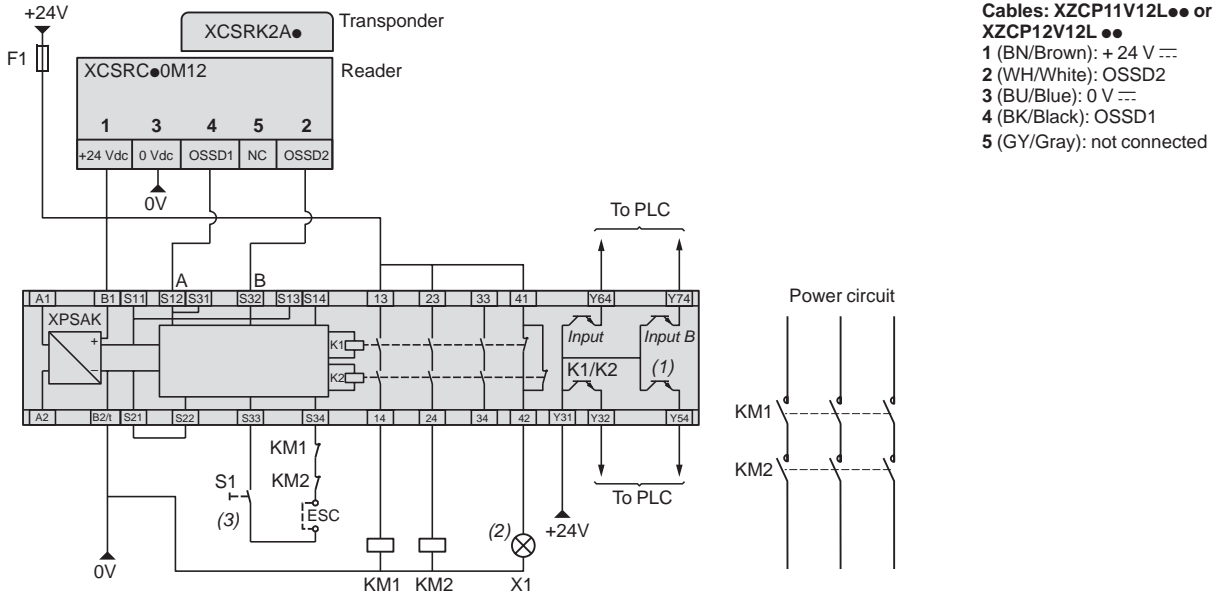 +24V
F1
XCSRK2A●
Transponder
XCSRC●0M12
Reader
1 3 4 5 2
+24 Vdc 0 Vdc OSSD1 NC OSSD2
0V
Cables: XZCP11V12L●● or
XZCP12V12L ●●
1 (BN/Brown): + 24 V ⎓
2 (WH/White): OSSD2
3 (BU/Blue): 0 V ⎓
4 (BK/Black): OSSD1
5 (GY/Gray): not connected
To PLC
A B
A1 B1 S11 S12 S31 S32 S13 S14 13 23 33 41 Y64 Y74
XPSAK
+
–
K1
K2
Input
Input B
K1/K2
(1)
A2 B2/t S21 S22 S33 S34 14 24 34 42 Y31 Y32 Y54
KM1
KM2
S1
(3)
ESC
(2)
+24V
To PLC
0V
KM1 KM2 X1
Power circuit
KM1
KM2